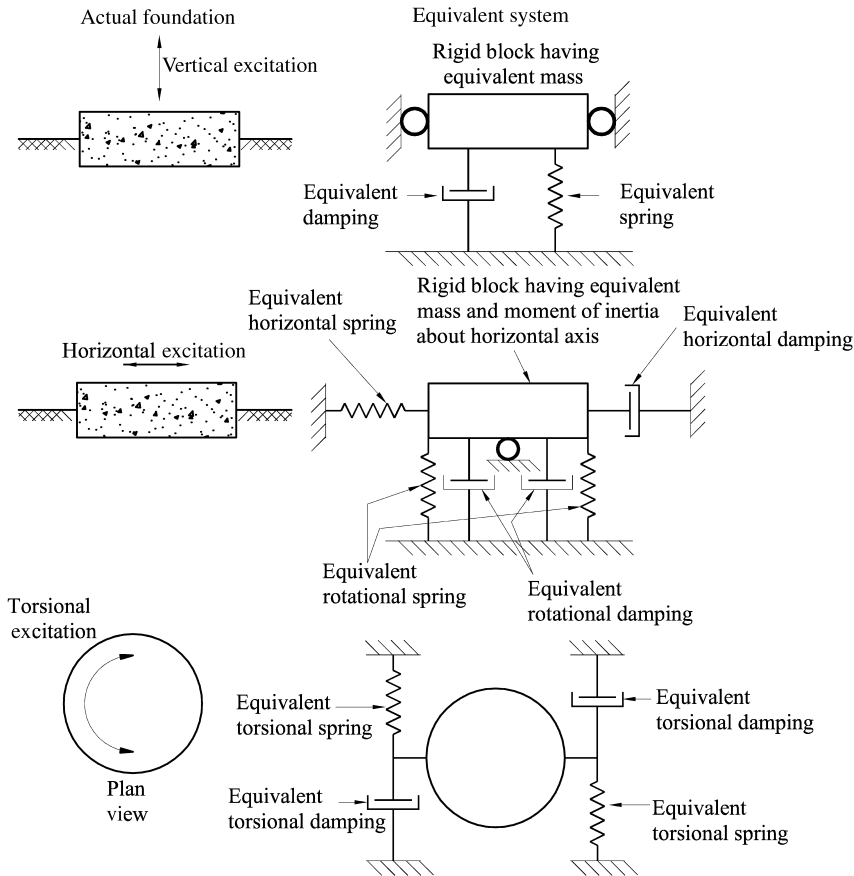 Actual foundation
Equivalent system
Vertical excitation
Rigid block having
equivalent mass
Equivalent
damping
Equivalent
spring
Rigid block having equivalent
mass and moment of inertia
about horizontal axis
Equivalent
horizontal spring
Equivalent
horizontal damping
Horizontal excitation
Equivalent
rotational spring
Equivalent
rotational damping
Torsional
excitation
Plan
view
Equivalent
torsional spring
Equivalent
torsional damping
Equivalent
torsional damping
Equivalent
torsional spring